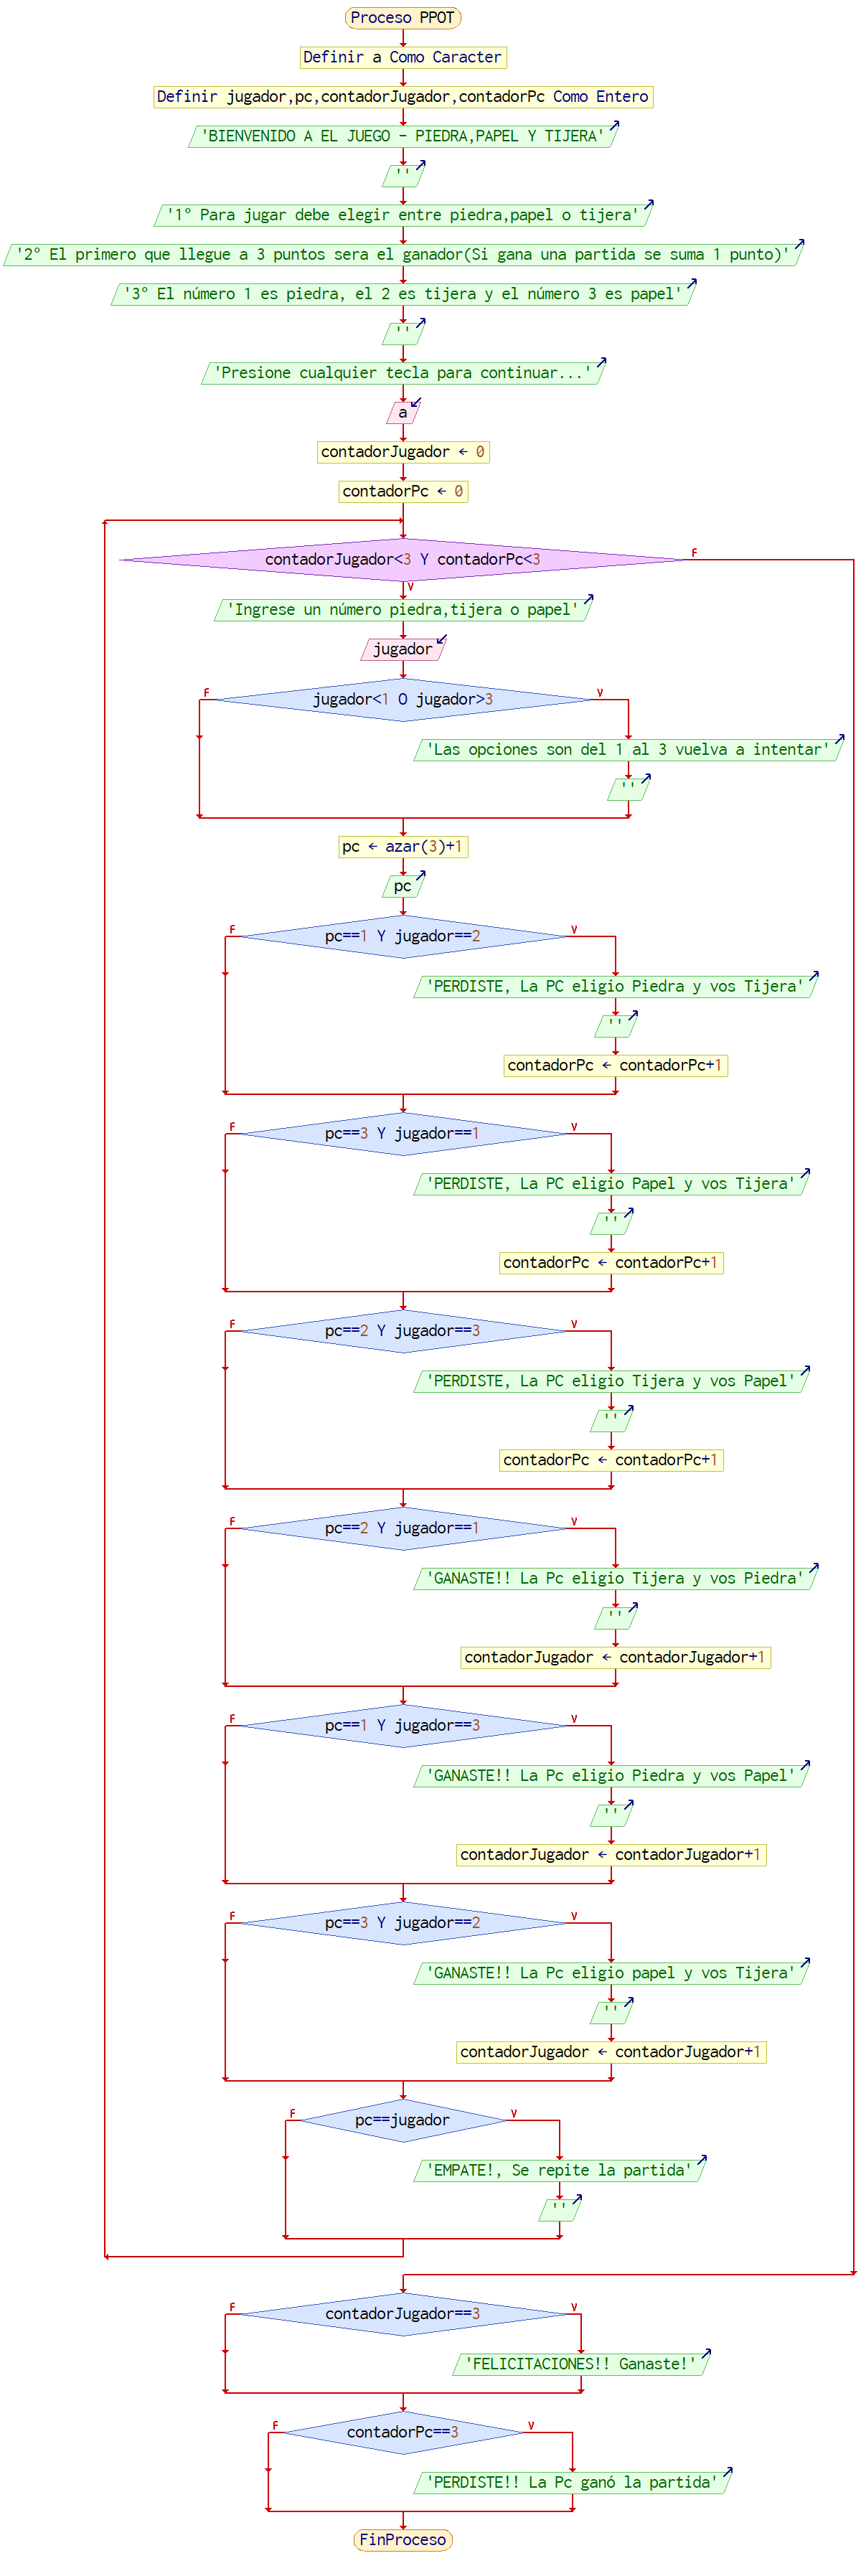 Proceso PPOT
Definir a Como Caracter
Definir jugador,pc,contadorJugador,contadorPc Como Entero
'BIENVENIDO A EL JUEGO - PIEDRA,PAPEL Y TIJERA'
''
'1° Para jugar debe elegir entre piedra,papel o tijera'
'2° El primero que llegue a 3 puntos sera el ganador(Si gana una partida se suma 1 punto)'
'3° El número 1 es piedra, el 2 es tijera y el número 3 es papel'
''
'Presione cualquier tecla para continuar...'
a
contadorJugador ← 0
contadorPc ← 0
contadorJugador<3 Y contadorPc<3
F
V
'Ingrese un número piedra,tijera o papel'
jugador
F
jugador<1 O jugador>3
V
'Las opciones son del 1 al 3 vuelva a intentar'
''
pc ← azar(3)+1
pc
F
pc==1 Y jugador==2
V
'PERDISTE, La PC eligio Piedra y vos Tijera'
''
contadorPc ← contadorPc+1
F
pc==3 Y jugador==1
V
'PERDISTE, La PC eligio Papel y vos Tijera'
''
contadorPc ← contadorPc+1
F
pc==2 Y jugador==3
V
'PERDISTE, La PC eligio Tijera y vos Papel'
''
contadorPc ← contadorPc+1
F
pc==2 Y jugador==1
V
'GANASTE!! La Pc eligio Tijera y vos Piedra'
''
contadorJugador ← contadorJugador+1
F
pc==1 Y jugador==3
V
'GANASTE!! La Pc eligio Piedra y vos Papel'
''
contadorJugador ← contadorJugador+1
F
pc==3 Y jugador==2
V
'GANASTE!! La Pc eligio papel y vos Tijera'
''
contadorJugador ← contadorJugador+1
F
pc==jugador
V
'EMPATE!, Se repite la partida'
''
F
contadorJugador==3
V
'FELICITACIONES!! Ganaste!'
F
contadorPc==3
V
'PERDISTE!! La Pc ganó la partida'
FinProceso